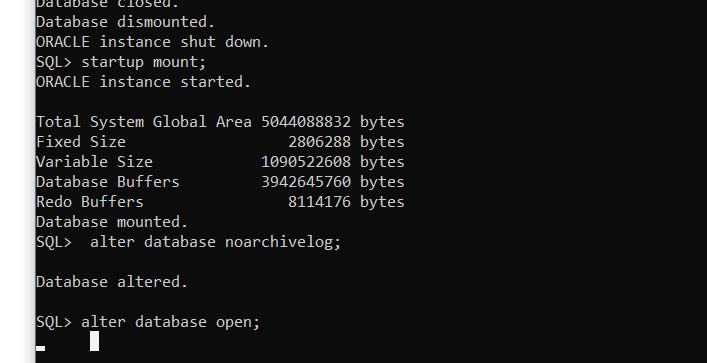 Database closed.
Database dismounted.
ORACLE instance shut down.
SQL> startup mount;
ORACLE instance started.

Total System Global Area 5044088832 bytes
Fixed Size                  2806288 bytes
Variable Size            1090522608 bytes
Database Buffers         3942645760 bytes
Redo Buffers                8114176 bytes
Database mounted.
SQL>  alter database noarchivelog;

Database altered.

SQL> alter database open;